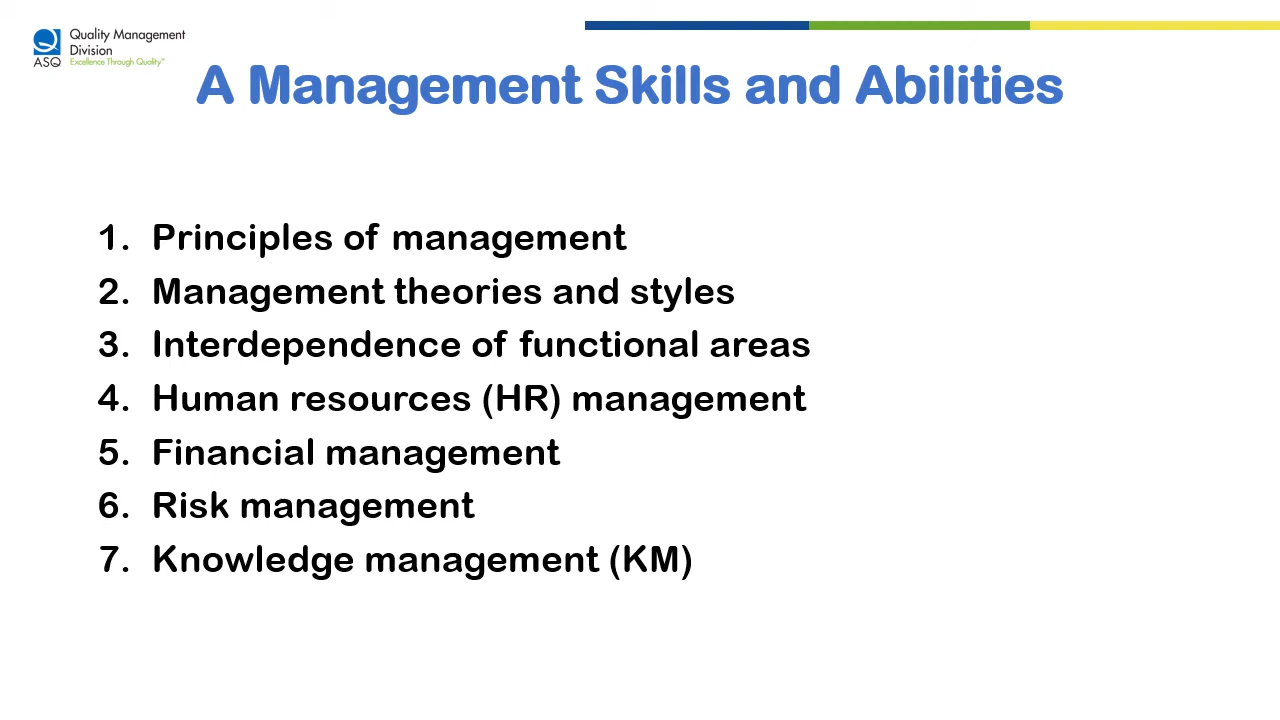 Quality Management
Division
ASQ Excellence Through Quality™
A Management Skills and Abilities
1. Principles of management
2. Management theories and styles
3. Interdependence of functional areas
4. Human resources (HR) management
5. Financial management
6. Risk management
7. Knowledge management (KM)